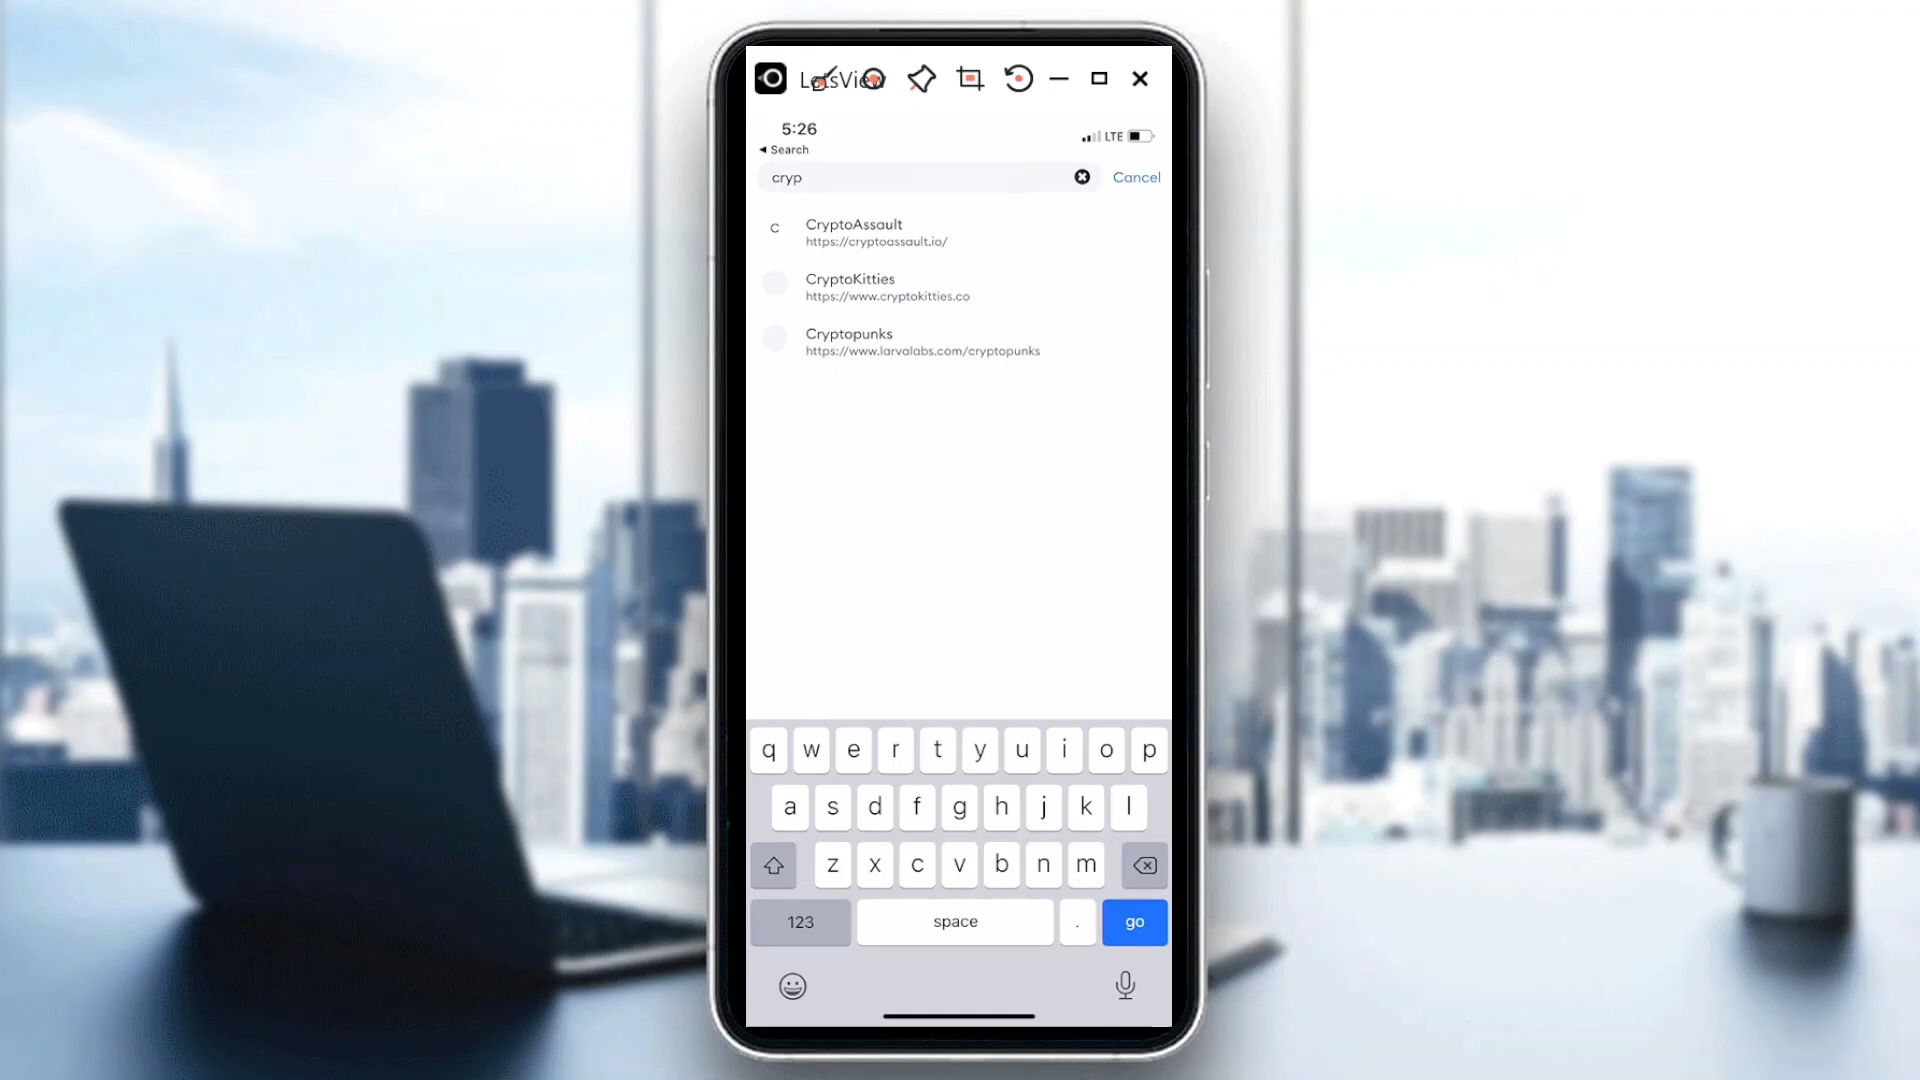 LetsView
5:26
LTE
◄ Search
cryp
Cancel
C
CryptoAssault
https://cryptoassault.io/
CryptoKitties
https://www.cryptokitties.co
Cryptopunks
https://www.larvalabs.com/cryptopunks
q w e r t y u i o p
a s d f g h j k l
z x c v b n m
123 space . go